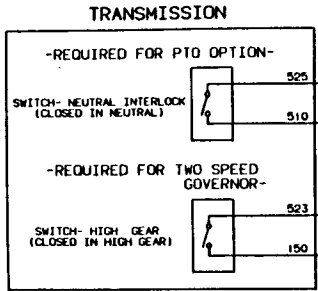 TRANSMISSION
-REQUIRED FOR PTO OPTION-
525
SWITCH- NEUTRAL INTERLOCK
(CLOSED IN NEUTRAL)
510
-REQUIRED FOR TWO SPEED
GOVERNOR-
523
SWITCH- HIGH GEAR
(CLOSED IN HIGH GEAR)
150